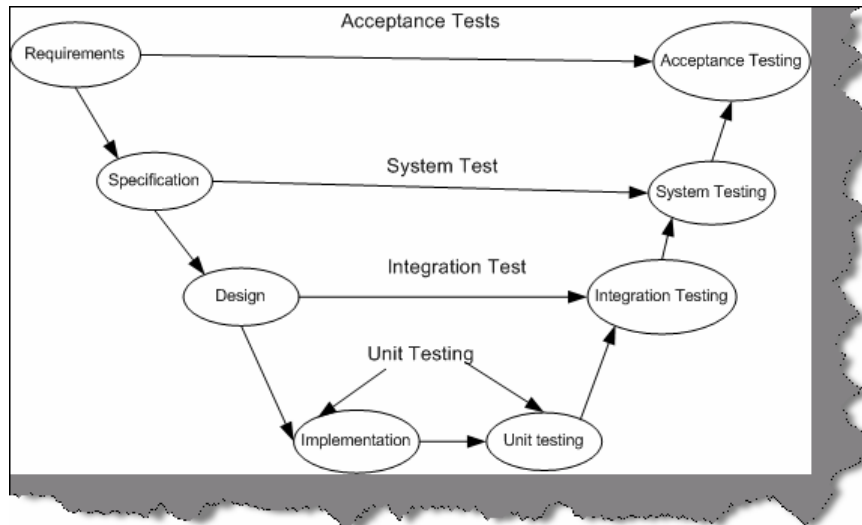 Acceptance Tests
Requirements
Acceptance Testing
System Test
Specification
System Testing
Integration Test
Design
Integration Testing
Unit Testing
Implementation
Unit testing